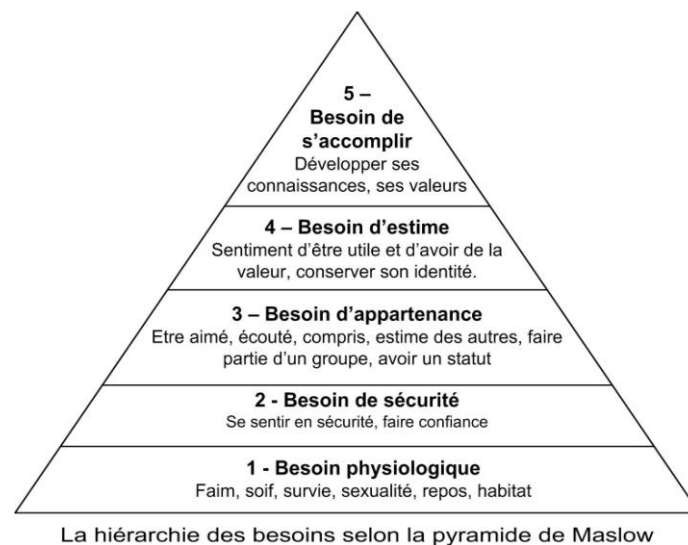 5 –
Besoin de
s’accomplir
Développer ses
connaissances, ses valeurs
4 – Besoin d’estime
Sentiment d’être utile et d’avoir de la
valeur, conserver son identité.
3 – Besoin d’appartenance
Etre aimé, écouté, compris, estime des autres, faire
partie d’un groupe, avoir un statut
2 - Besoin de sécurité
Se sentir en sécurité, faire confiance
1 - Besoin physiologique
Faim, soif, survie, sexualité, repos, habitat
La hiérarchie des besoins selon la pyramide de Maslow